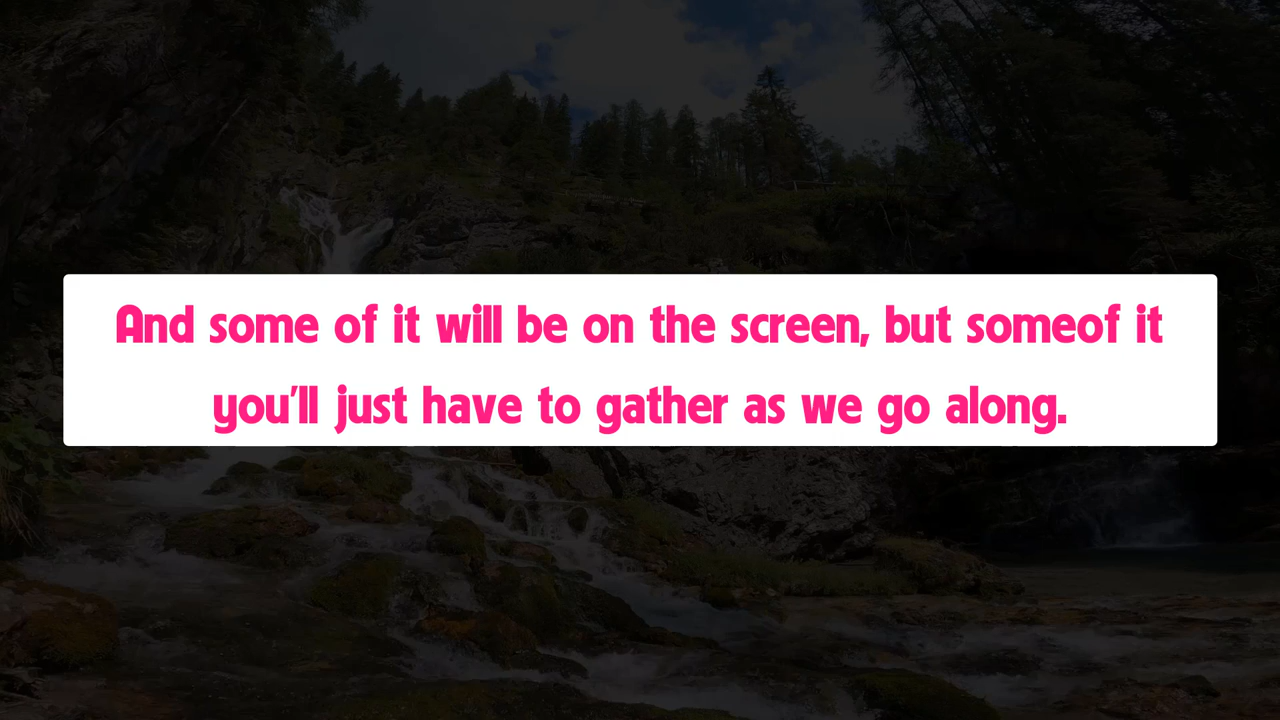 And some of it will be on the screen, but someof it
you'll just have to gather as we go along.